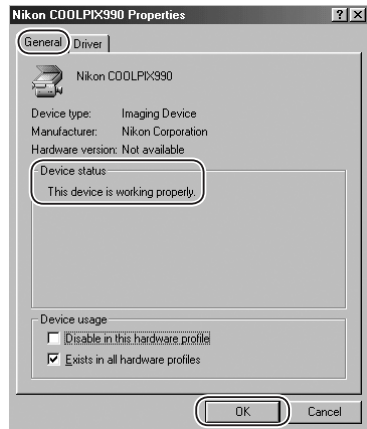 Nikon COOLPIX990 Properties ? X
General Driver
Nikon COOLPIX990
Device type: Imaging Device
Manufacturer: Nikon Corporation
Hardware version: Not available
Device status
This device is working properly.
Device usage
Disable in this hardware profile
Exists in all hardware profiles
OK Cancel